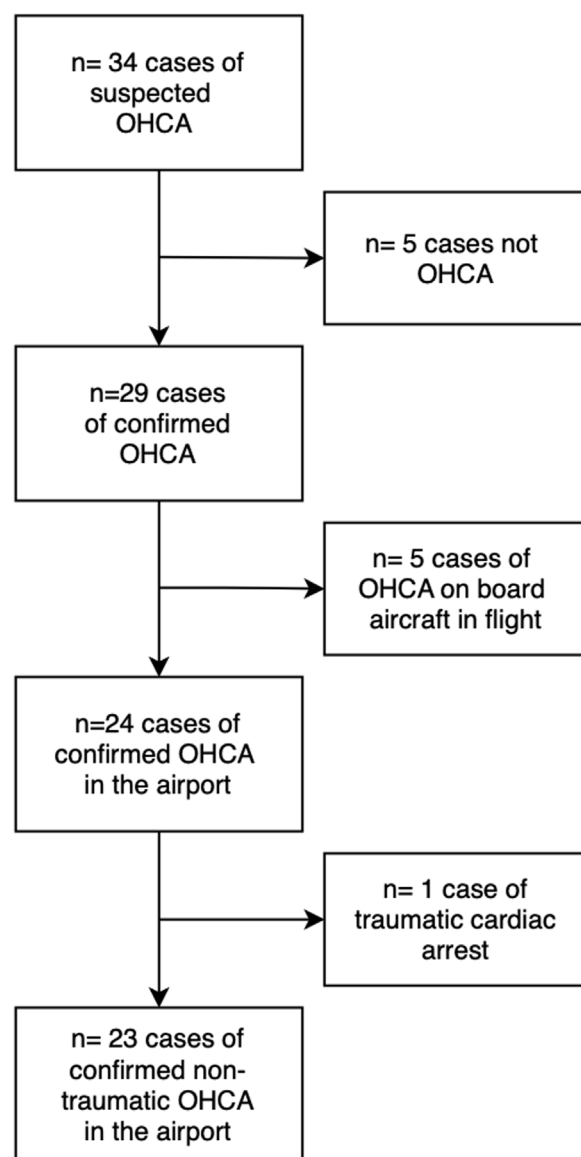 n= 34 cases of
suspected
OHCA
n= 5 cases not
OHCA
n=29 cases
of confirmed
OHCA
n= 5 cases of
OHCA on board
aircraft in flight
n=24 cases of
confirmed OHCA
in the airport
n= 1 case of
traumatic cardiac
arrest
n= 23 cases of
confirmed non-
traumatic OHCA
in the airport